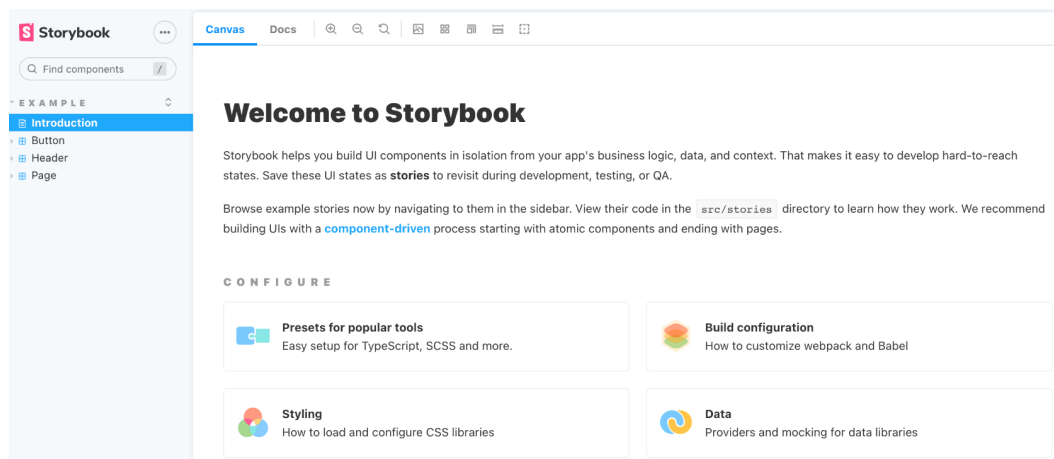 Storybook
Find components
/
EXAMPLE
Introduction
Button
Header
Page
Canvas
Docs
Welcome to Storybook
Storybook helps you build UI components in isolation from your app's business logic, data, and context. That makes it easy to develop hard-to-reach
states. Save these UI states as stories to revisit during development, testing, or QA.
Browse example stories now by navigating to them in the sidebar. View their code in the src/stories directory to learn how they work. We recommend
building UIs with a component-driven process starting with atomic components and ending with pages.
CONFIGURE
Presets for popular tools
Easy setup for TypeScript, SCSS and more.
Build configuration
How to customize webpack and Babel
Styling
How to load and configure CSS libraries
Data
Providers and mocking for data libraries